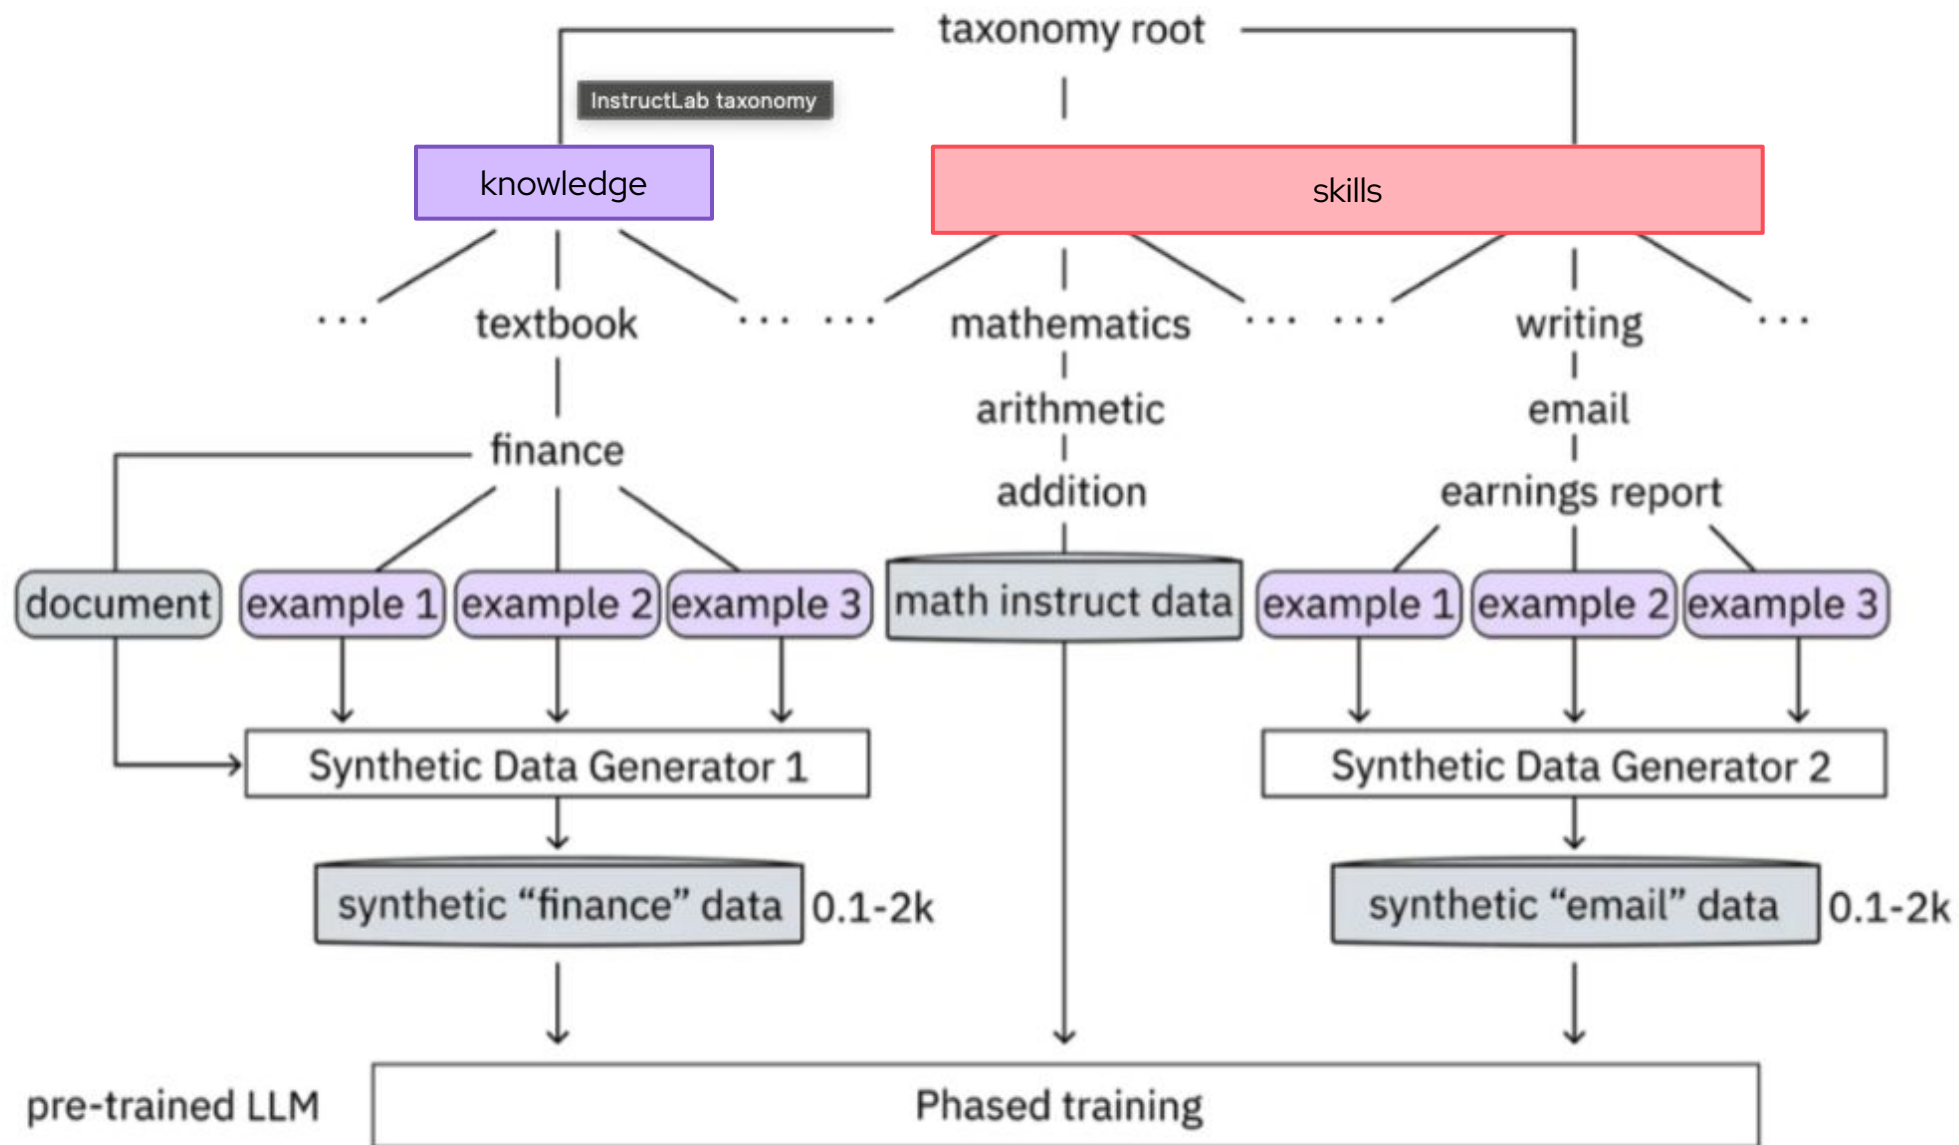 taxonomy root
InstructLab taxonomy
knowledge
skills
... textbook ... ... mathematics ... ... writing ...
arithmetic
email
finance
addition
earnings report
document
example 1
example 2
example 3
math instruct data
example 1
example 2
example 3
Synthetic Data Generator 1
Synthetic Data Generator 2
synthetic “finance” data
0.1-2k
synthetic “email” data
0.1-2k
pre-trained LLM
Phased training